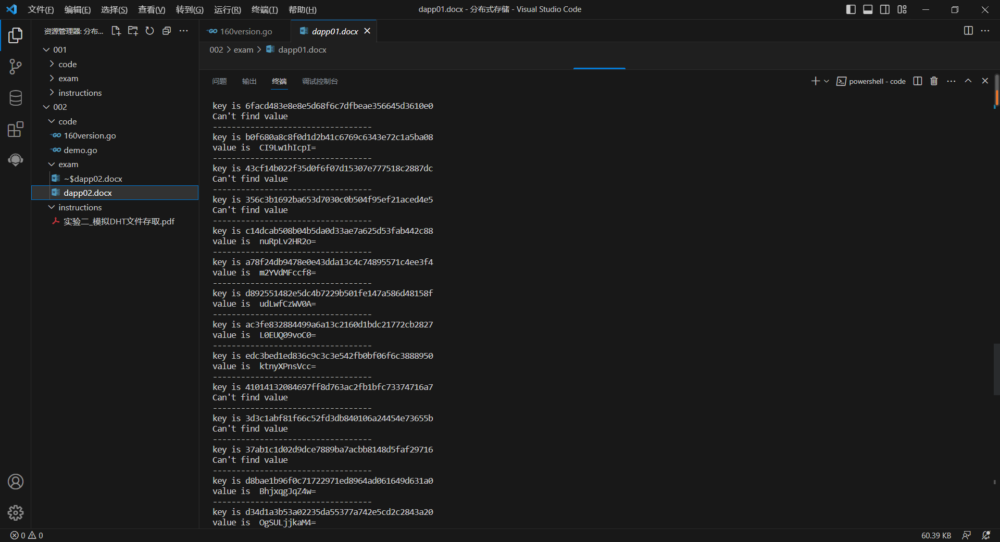 文件(F) 编辑(E) 选择(S) 查看(V) 转到(G) 运行(R) 终端(T) 帮助(H)
dapp01.docx - 分布式存储 - Visual Studio Code
资源管理器: 分布...
001
code
exam
instructions
002
code
160version.go
demo.go
exam
~$dapp02.docx
dapp02.docx
instructions
实验二_模拟DHT文件存取.pdf
160version.go
dapp01.docx
002 > exam > dapp01.docx
问题 输出 终端 调试控制台
powershell - code
key is 6facd483e8e8e5d68f6c7dfbeae356645d3610e0
Can't find value
----------------------------------
key is b0f680a8c8f0d1d2b41c6769c6343e72c1a5ba08
value is  CI9Lw1hIcpI=
----------------------------------
key is 43cf14b022f35d0f6f07d15307e777518c2887dc
Can't find value
----------------------------------
key is 356c3b1692ba653d7030c0b504f95ef21aced4e5
Can't find value
----------------------------------
key is c14dcab508b04b5da0d33ae7a625d53fab442c88
value is  nuRpLv2HR2o=
----------------------------------
key is a78f24db9478e0e43dda13c4c74895571c4ee3f4
value is  m2YVdMFccf8=
----------------------------------
key is d892551482e5dc4b7229b501fe147a586d48158f
value is  udLwfCzWV0A=
----------------------------------
key is ac3fe832884499a6a13c2160d1bdc21772cb2827
value is  L0EUQ09voC0=
----------------------------------
key is edc3bed1ed836c9c3c3e542fb0bf06f6c3888950
value is  ktnyXPnsVcc=
----------------------------------
key is 41014132084697ff8d763ac2fb1bfc73374716a7
Can't find value
----------------------------------
key is 3d3c1abf81f66c52fd3db840106a24454e73655b
Can't find value
----------------------------------
key is 37ab1c1d02d9dce7889ba7acbb8148d5faf29716
Can't find value
----------------------------------
key is d8bae1b96f0c71722971ed8964ad061649d631a0
value is  BhjxqgJqZ4w=
----------------------------------
key is d34d1a3b53a02235da55377a742e5cd2c2843a20
value is  OgSULjjkaM4=
0 0
60.39 KB